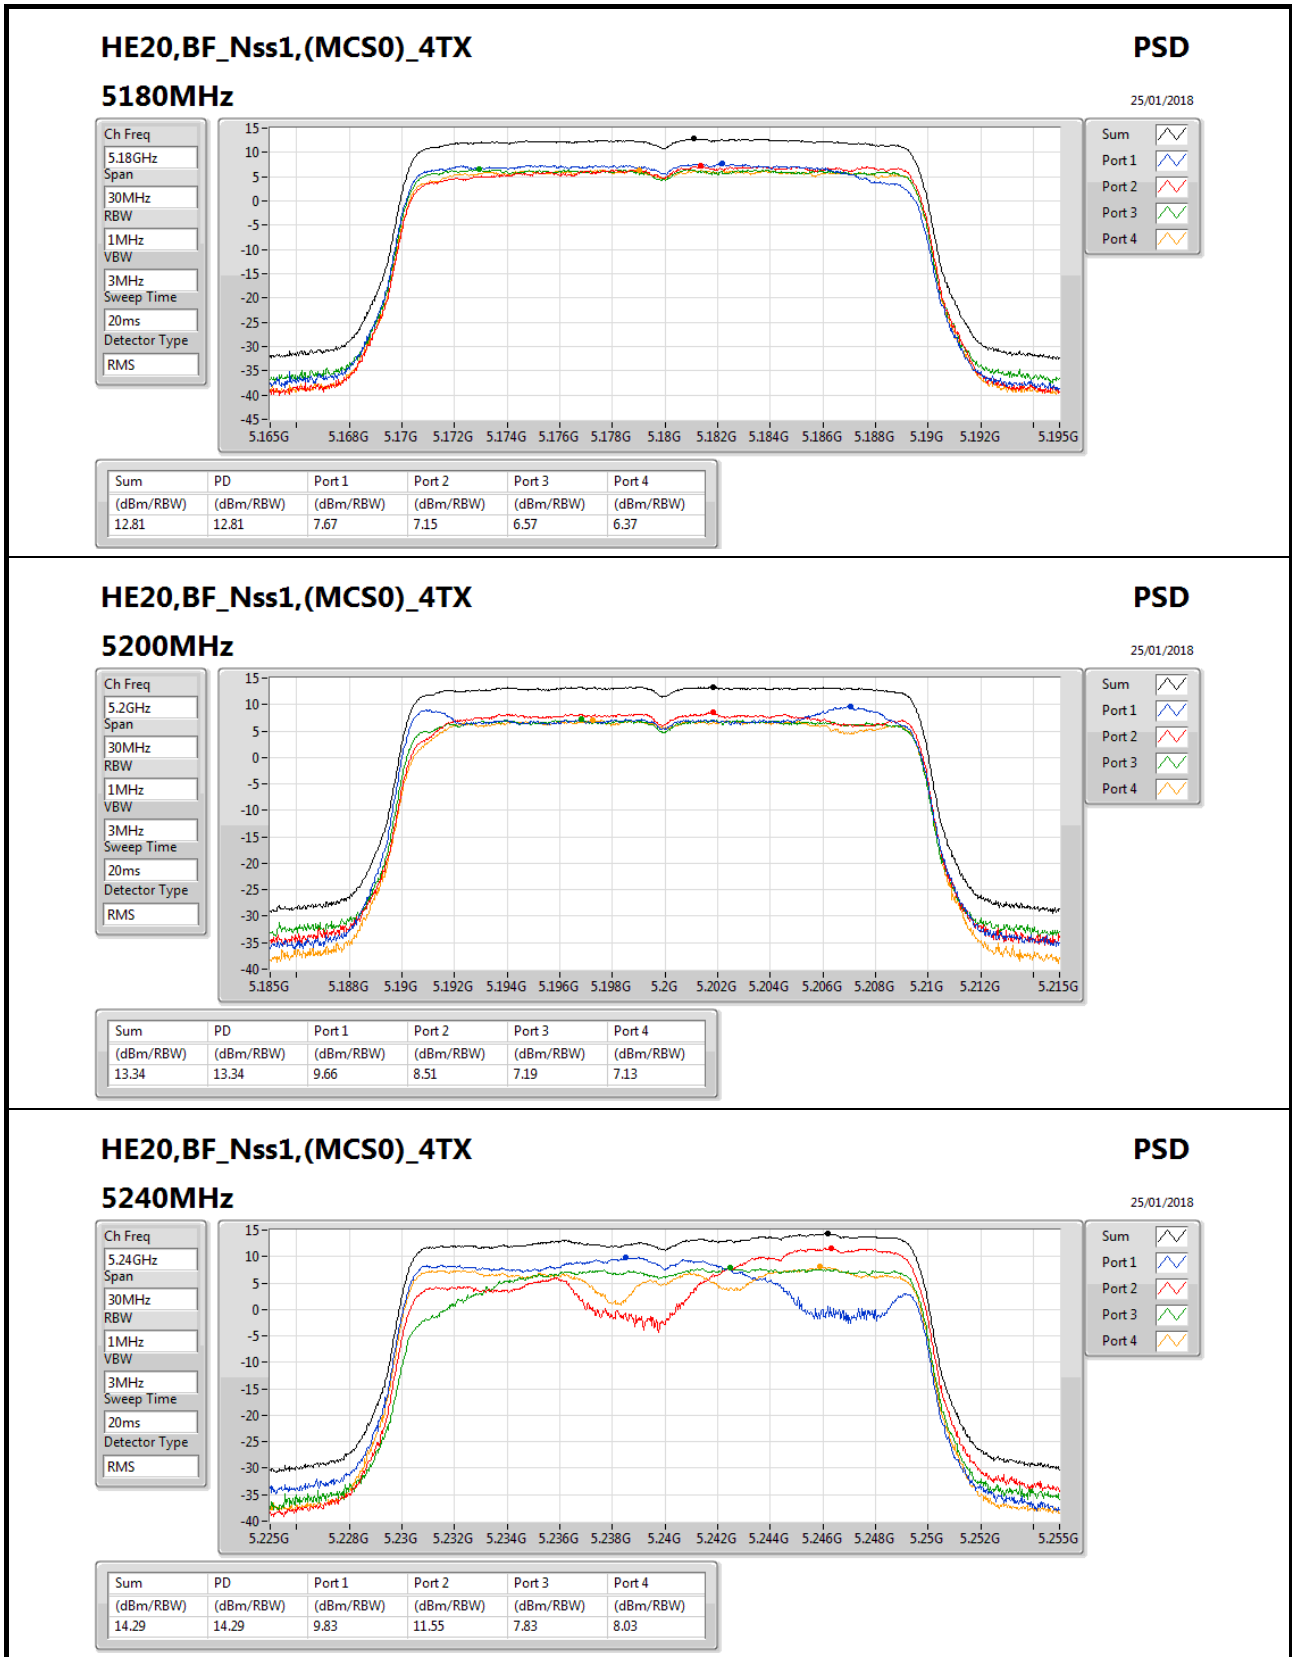 HE20,BF_Nss1,(MCS0)_4TX PSD
5180MHz 25/01/2018
Ch Freq
5.18GHz
Span
30MHz
RBW
1MHz
VBW
3MHz
Sweep Time
20ms
Detector Type
RMS
15
10
5
0
-5
-10
-15
-20
-25
-30
-35
-40
-45
5.165G 5.168G 5.17G 5.172G 5.174G 5.176G 5.178G 5.18G 5.182G 5.184G 5.186G 5.188G 5.19G 5.192G 5.195G
Sum
Port 1
Port 2
Port 3
Port 4
Sum PD Port 1 Port 2 Port 3 Port 4
(dBm/RBW) (dBm/RBW) (dBm/RBW) (dBm/RBW) (dBm/RBW) (dBm/RBW)
12.81 12.81 7.67 7.15 6.57 6.37
HE20,BF_Nss1,(MCS0)_4TX PSD
5200MHz 25/01/2018
Ch Freq
5.2GHz
Span
30MHz
RBW
1MHz
VBW
3MHz
Sweep Time
20ms
Detector Type
RMS
15
10
5
0
-5
-10
-15
-20
-25
-30
-35
-40
5.185G 5.188G 5.19G 5.192G 5.194G 5.196G 5.198G 5.2G 5.202G 5.204G 5.206G 5.208G 5.21G 5.212G 5.215G
Sum
Port 1
Port 2
Port 3
Port 4
Sum PD Port 1 Port 2 Port 3 Port 4
(dBm/RBW) (dBm/RBW) (dBm/RBW) (dBm/RBW) (dBm/RBW) (dBm/RBW)
13.34 13.34 9.66 8.51 7.19 7.13
HE20,BF_Nss1,(MCS0)_4TX PSD
5240MHz 25/01/2018
Ch Freq
5.24GHz
Span
30MHz
RBW
1MHz
VBW
3MHz
Sweep Time
20ms
Detector Type
RMS
15
10
5
0
-5
-10
-15
-20
-25
-30
-35
-40
5.225G 5.228G 5.23G 5.232G 5.234G 5.236G 5.238G 5.24G 5.242G 5.244G 5.246G 5.248G 5.25G 5.252G 5.255G
Sum
Port 1
Port 2
Port 3
Port 4
Sum PD Port 1 Port 2 Port 3 Port 4
(dBm/RBW) (dBm/RBW) (dBm/RBW) (dBm/RBW) (dBm/RBW) (dBm/RBW)
14.29 14.29 9.83 11.55 7.83 8.03